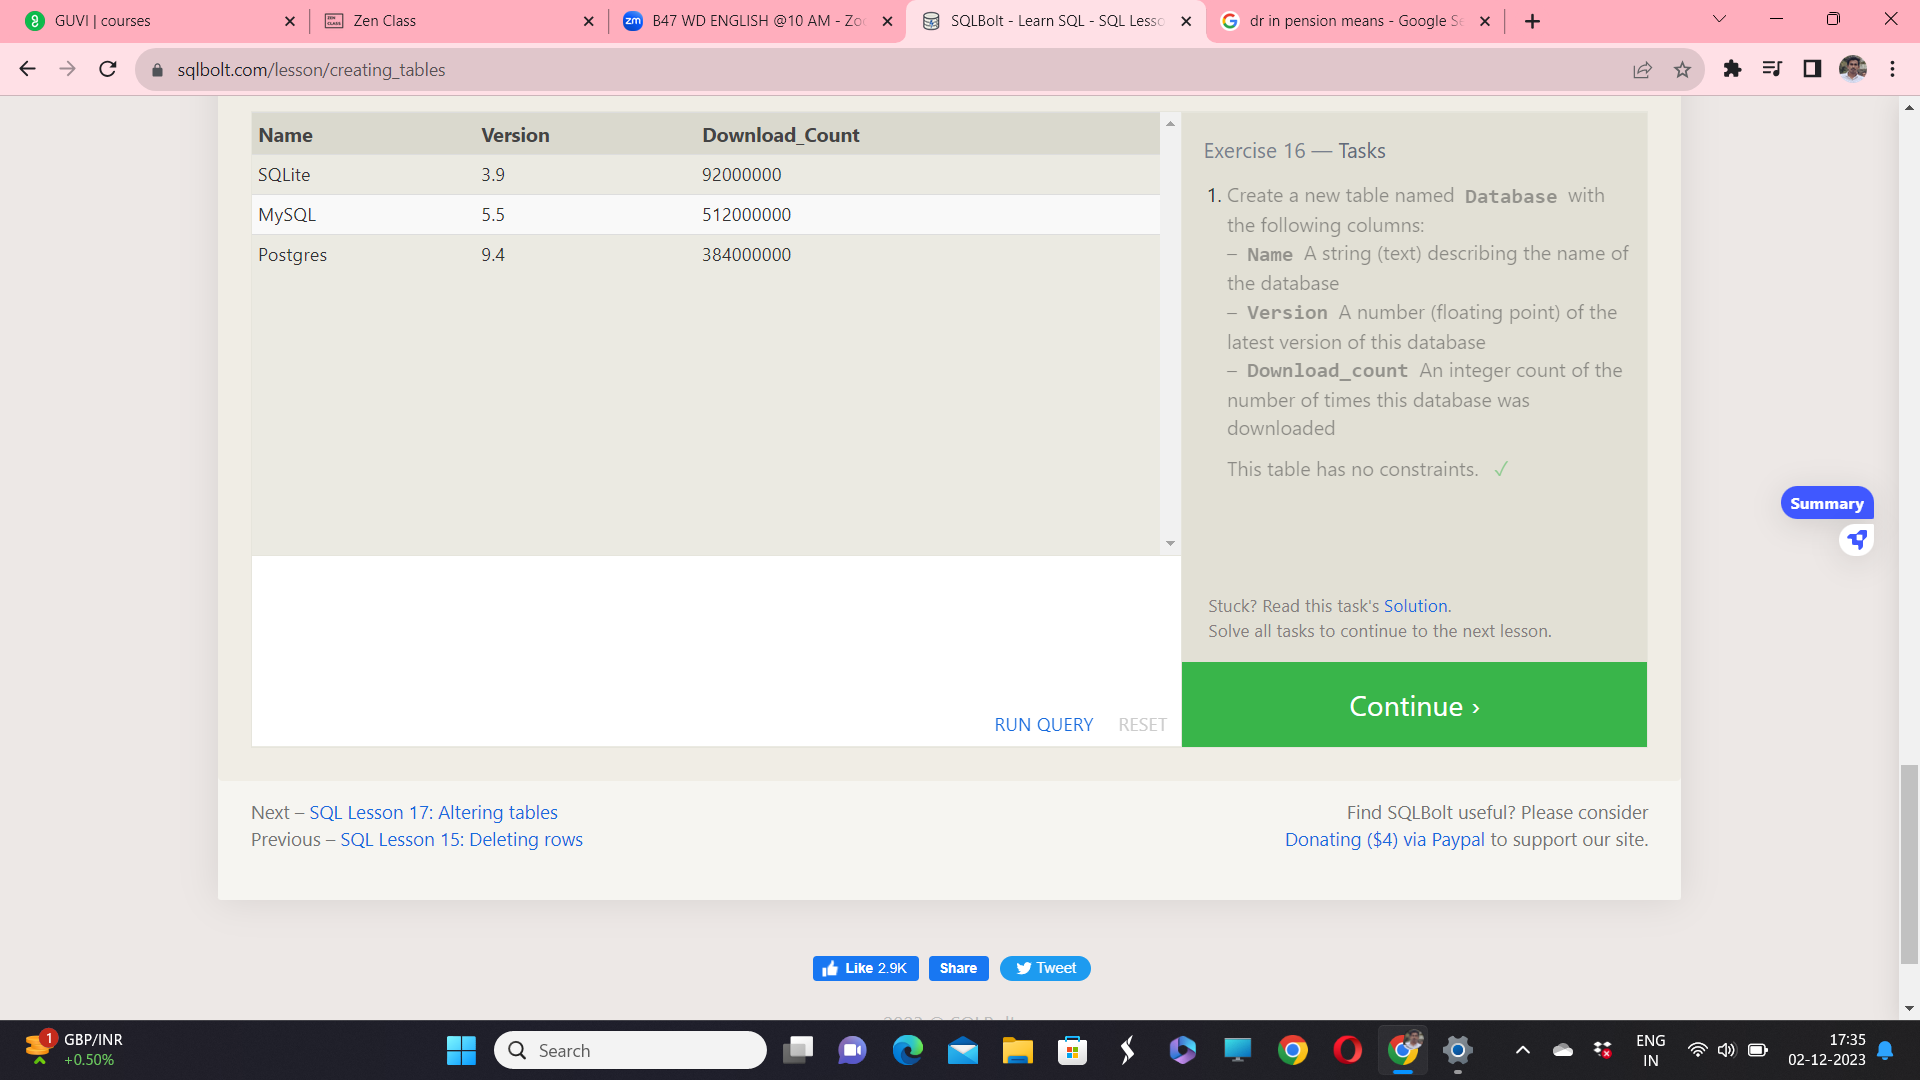 GUVI | courses
Zen Class
B47 WD ENGLISH @10 AM - Zo
SQLBolt - Learn SQL - SQL Lesso
dr in pension means - Google Se
sqlbolt.com/lesson/creating_tables
Name Version Download_Count
SQLite 3.9 92000000
MySQL 5.5 512000000
Postgres 9.4 384000000
RUN QUERY RESET
Exercise 16 — Tasks
1. Create a new table named Database with
the following columns:
– Name A string (text) describing the name of
the database
– Version A number (floating point) of the
latest version of this database
– Download_count An integer count of the
number of times this database was
downloaded
This table has no constraints. ✓
Stuck? Read this task's Solution.
Solve all tasks to continue to the next lesson.
Continue ›
Summary
Next – SQL Lesson 17: Altering tables
Previous – SQL Lesson 15: Deleting rows
Find SQLBolt useful? Please consider
Donating ($4) via Paypal to support our site.
Like 2.9K Share Tweet
1
GBP/INR
+0.50%
Search
ENG
IN
17:35
02-12-2023